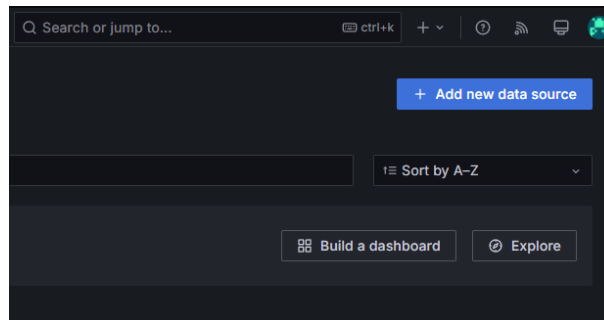 Search or jump to... ctrl+k
Add new data source
Sort by A–Z
Build a dashboard Explore